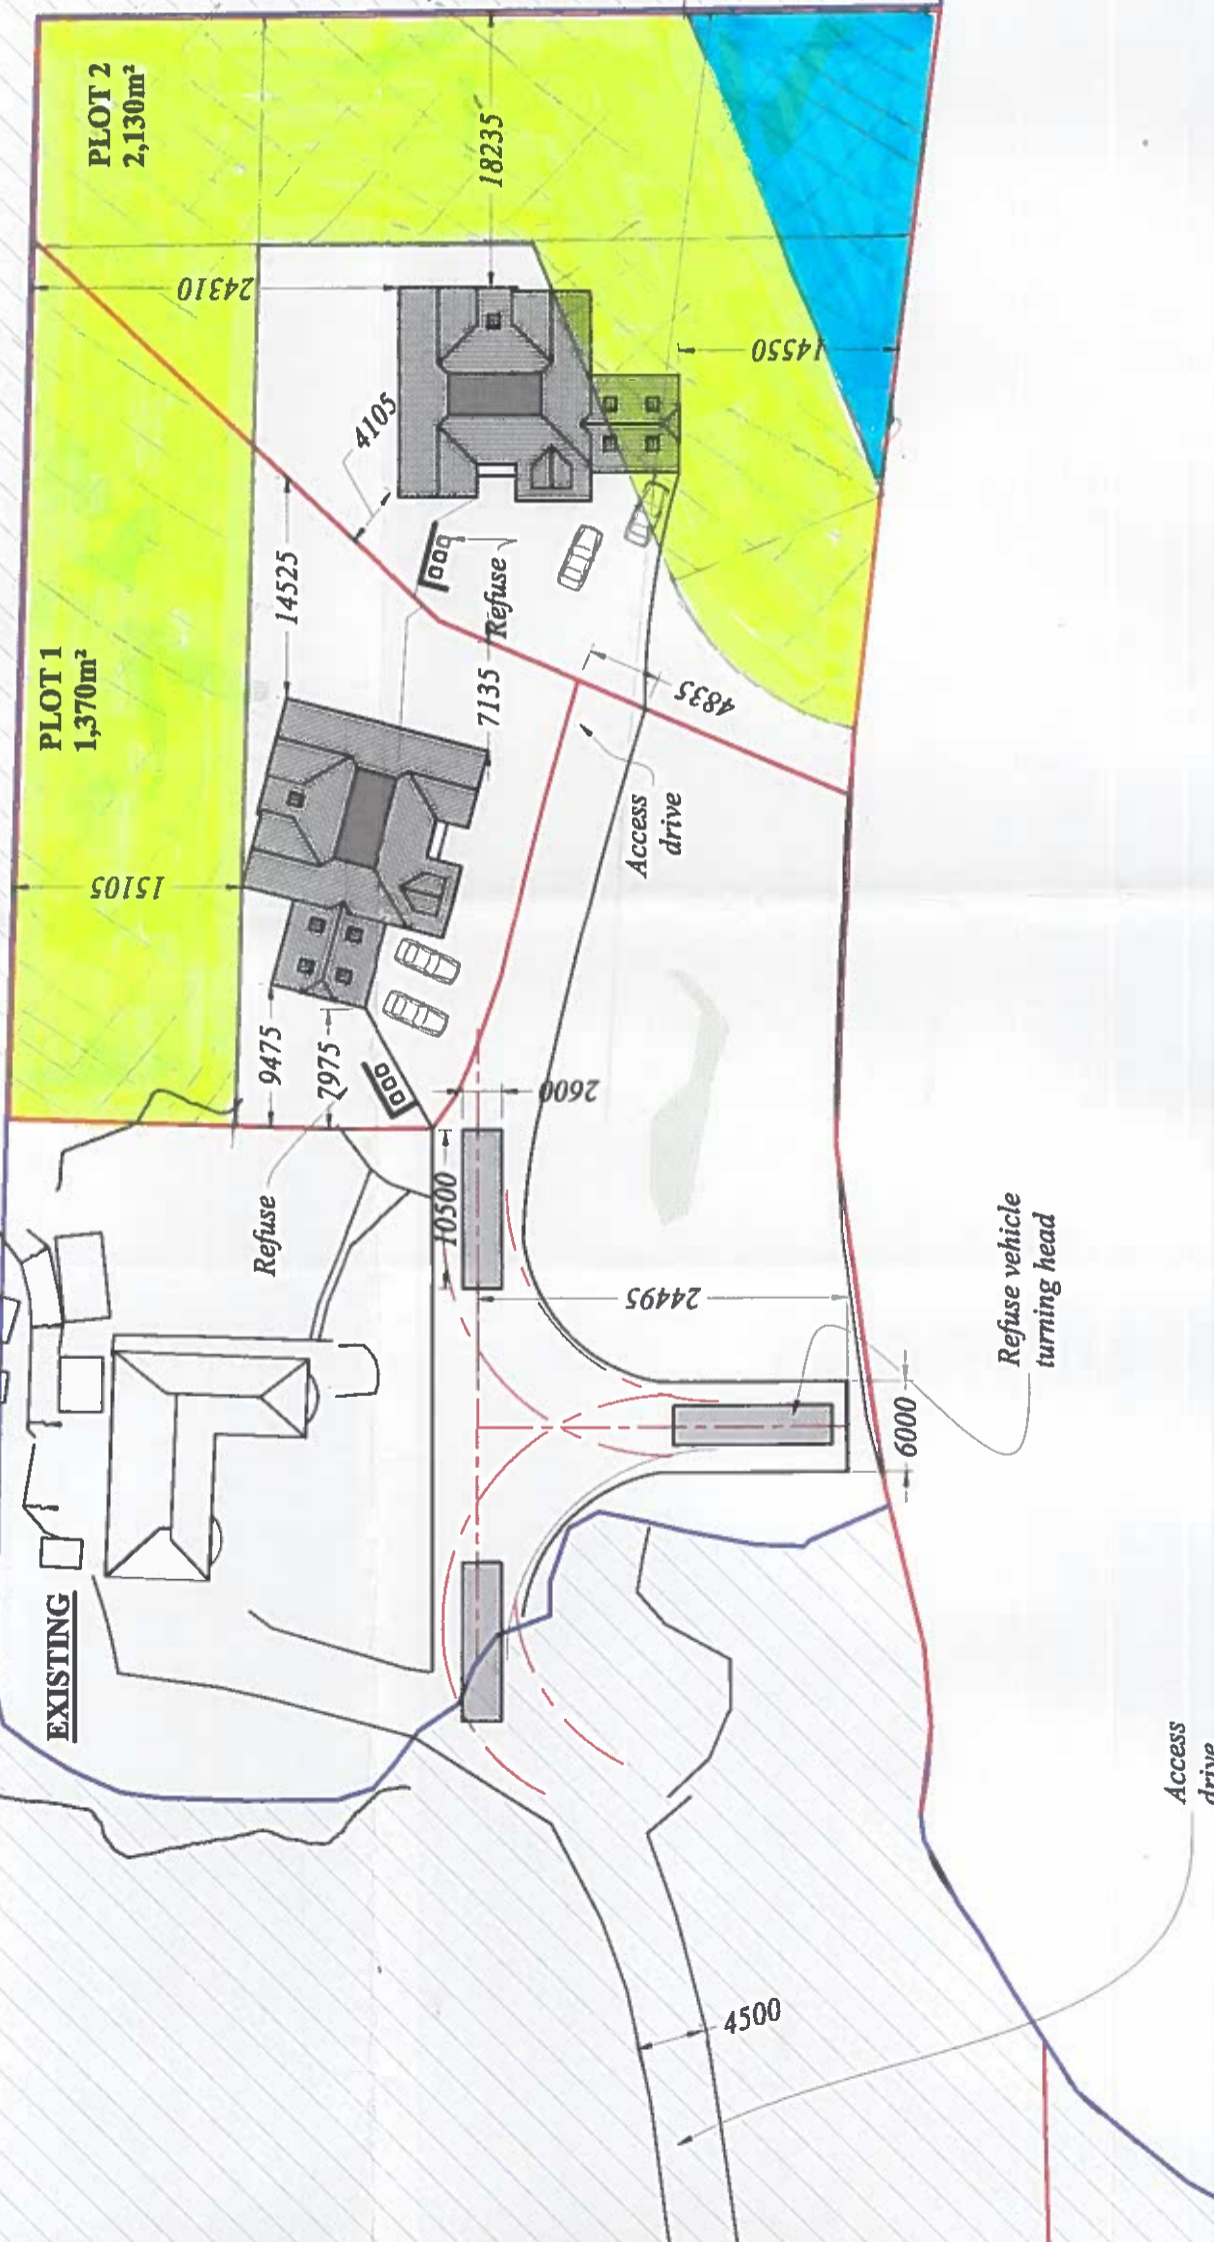 PLOT 2
2,130m²
18235
24310
14550
4105
PLOT 1
1,370m²
14525
Refuse
7135
4835
Access
drive
15105
9475
7975
2600
Refuse
10500
24495
Refuse vehicle
turning head
6000
EXISTING
Access
drive
4500